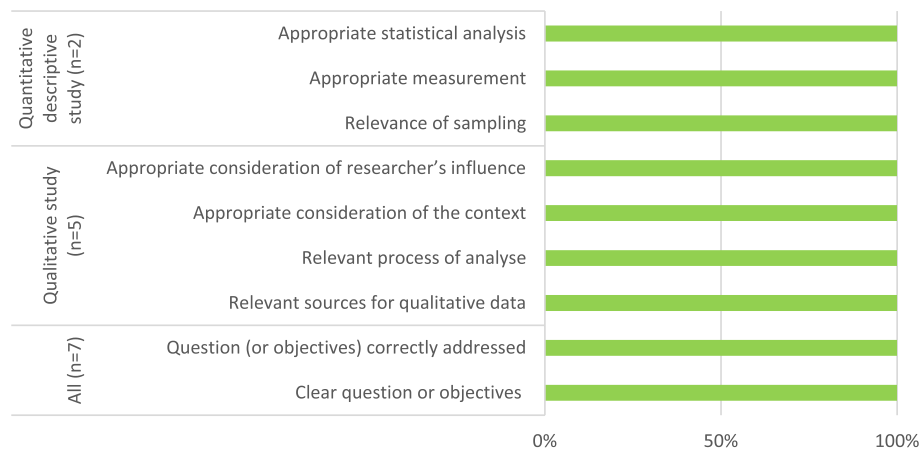 Quantitative
descriptive
study (n=2)
Appropriate statistical analysis
Appropriate measurement
Relevance of sampling
Qualitative study
(n=5)
Appropriate consideration of researcher’s influence
Appropriate consideration of the context
Relevant process of analyse
Relevant sources for qualitative data
All (n=7)
Question (or objectives) correctly addressed
Clear question or objectives
0% 50% 100%